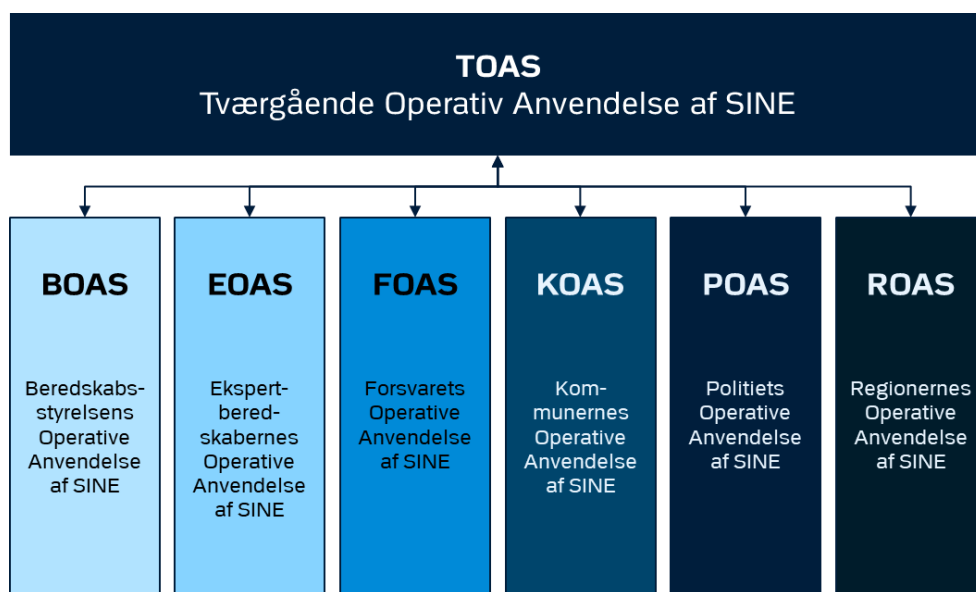 TOAS
Tværgående Operativ Anvendelse af SINE
BOAS
Beredskabs-
styrelsens
Operative
Anvendelse
af SINE
EOAS
Ekspert-
bered-
skabernes
Operative
Anvendelse
af SINE
FOAS
Forsvarets
Operative
Anvendelse
af SINE
KOAS
Kom-
munernes
Operative
Anvendelse
af SINE
POAS
Politiets
Operative
Anvendelse
af SINE
ROAS
Regionernes
Operative
Anvendelse
af SINE